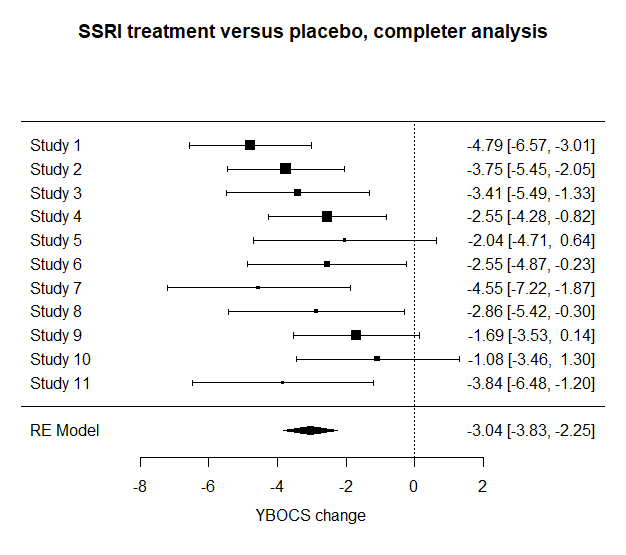 SSRI treatment versus placebo, completer analysis
Study 1 -4.79 [-6.57, -3.01]
Study 2 -3.75 [-5.45, -2.05]
Study 3 -3.41 [-5.49, -1.33]
Study 4 -2.55 [-4.28, -0.82]
Study 5 -2.04 [-4.71, 0.64]
Study 6 -2.55 [-4.87, -0.23]
Study 7 -4.55 [-7.22, -1.87]
Study 8 -2.86 [-5.42, -0.30]
Study 9 -1.69 [-3.53, 0.14]
Study 10 -1.08 [-3.46, 1.30]
Study 11 -3.84 [-6.48, -1.20]
RE Model -3.04 [-3.83, -2.25]
-8 -6 -4 -2 0 2
YBOCS change